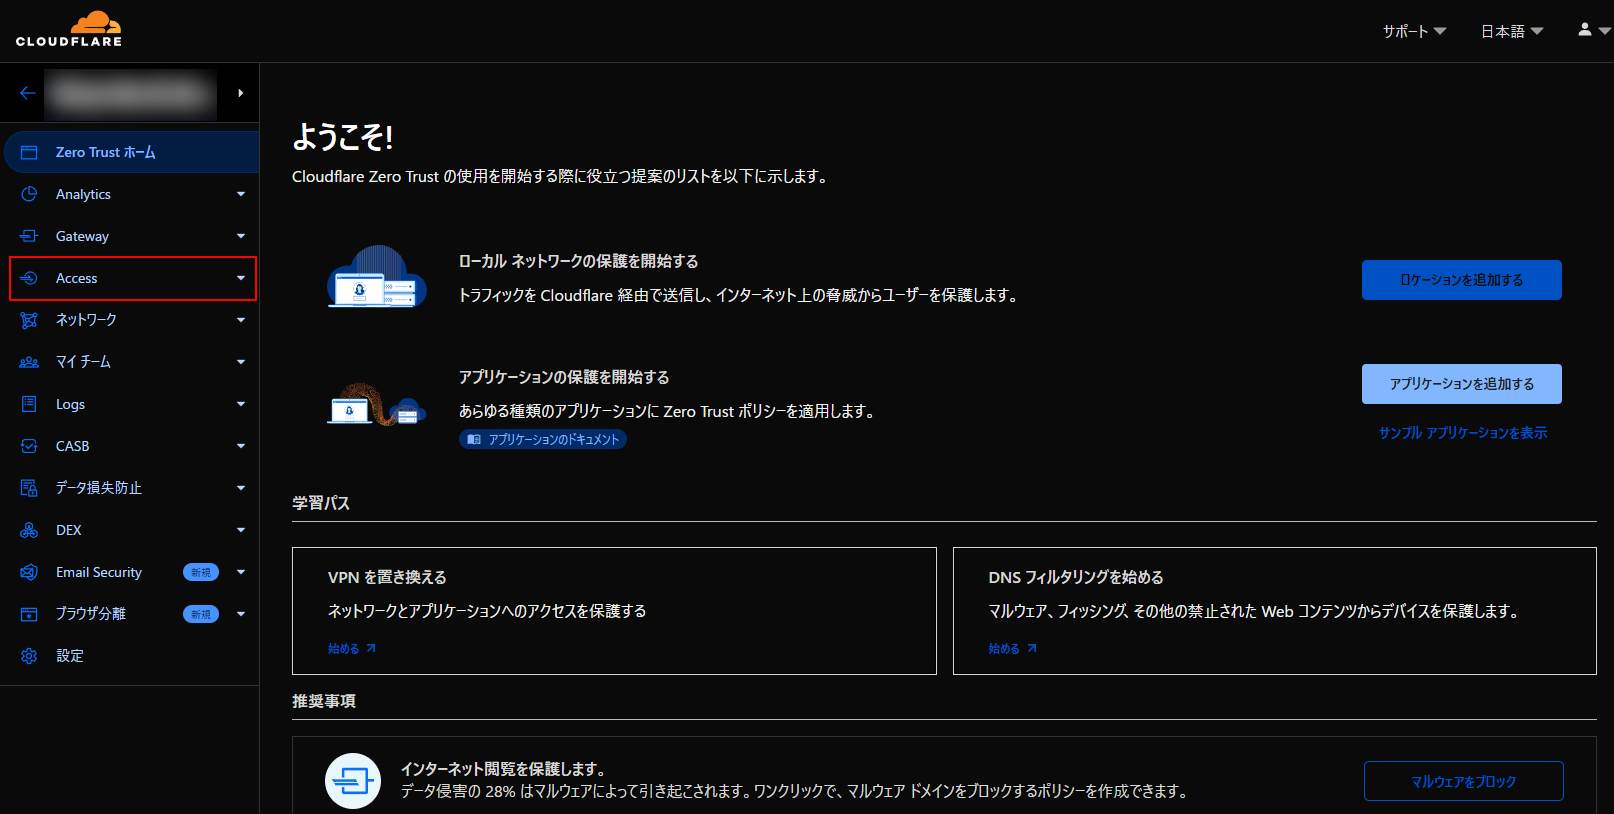 CLOUDFLARE
サポート
日本語
Zero Trust ホーム
Analytics
Gateway
Access
ネットワーク
マイ チーム
Logs
CASB
データ損失防止
DEX
Email Security 新規
ブラウザ分離 新規
設定
ようこそ!
Cloudflare Zero Trust の使用を開始する際に役立つ提案のリストを以下に示します。
ローカル ネットワークの保護を開始する
トラフィックを Cloudflare 経由で送信し、インターネット上の脅威からユーザーを保護します。
ロケーションを追加する
アプリケーションの保護を開始する
あらゆる種類のアプリケーションに Zero Trust ポリシーを適用します。
アプリケーションのドキュメント
アプリケーションを追加する
サンプル アプリケーションを表示
学習パス
VPN を置き換える
ネットワークとアプリケーションへのアクセスを保護する
始める
DNS フィルタリングを始める
マルウェア、フィッシング、その他の禁止された Web コンテンツからデバイスを保護します。
始める
推奨事項
インターネット閲覧を保護します。
データ侵害の 28% はマルウェアによって引き起こされます。ワンクリックで、マルウェア ドメインをブロックするポリシーを作成できます。
マルウェアをブロック